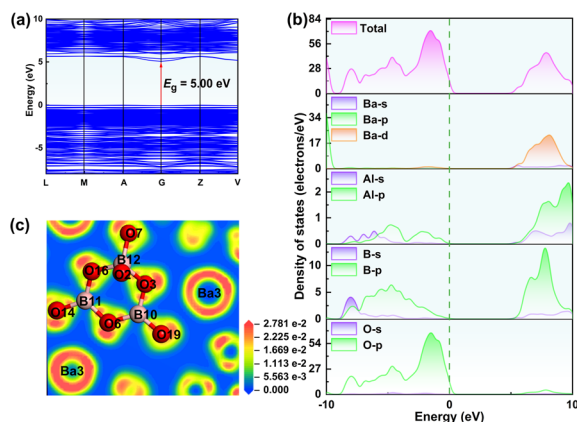 (a)
10
5
0
-5
Energy (eV)
Eg = 5.00 eV
L M A G Z V
(b)
Density of states (electrons/eV)
84
56
28
0
Total
34
17
0
Ba-s
Ba-p
Ba-d
2
1
0
Al-s
Al-p
10
5
0
B-s
B-p
54
27
0
O-s
O-p
-10 -5 0 5 10
Energy (eV)
(c)
O7
B12
O16 O2
O3
Ba3
B11
O14 B10
O5
O19
Ba3
2.781 e-2
2.225 e-2
1.669 e-2
1.113 e-2
5.563 e-3
0.000